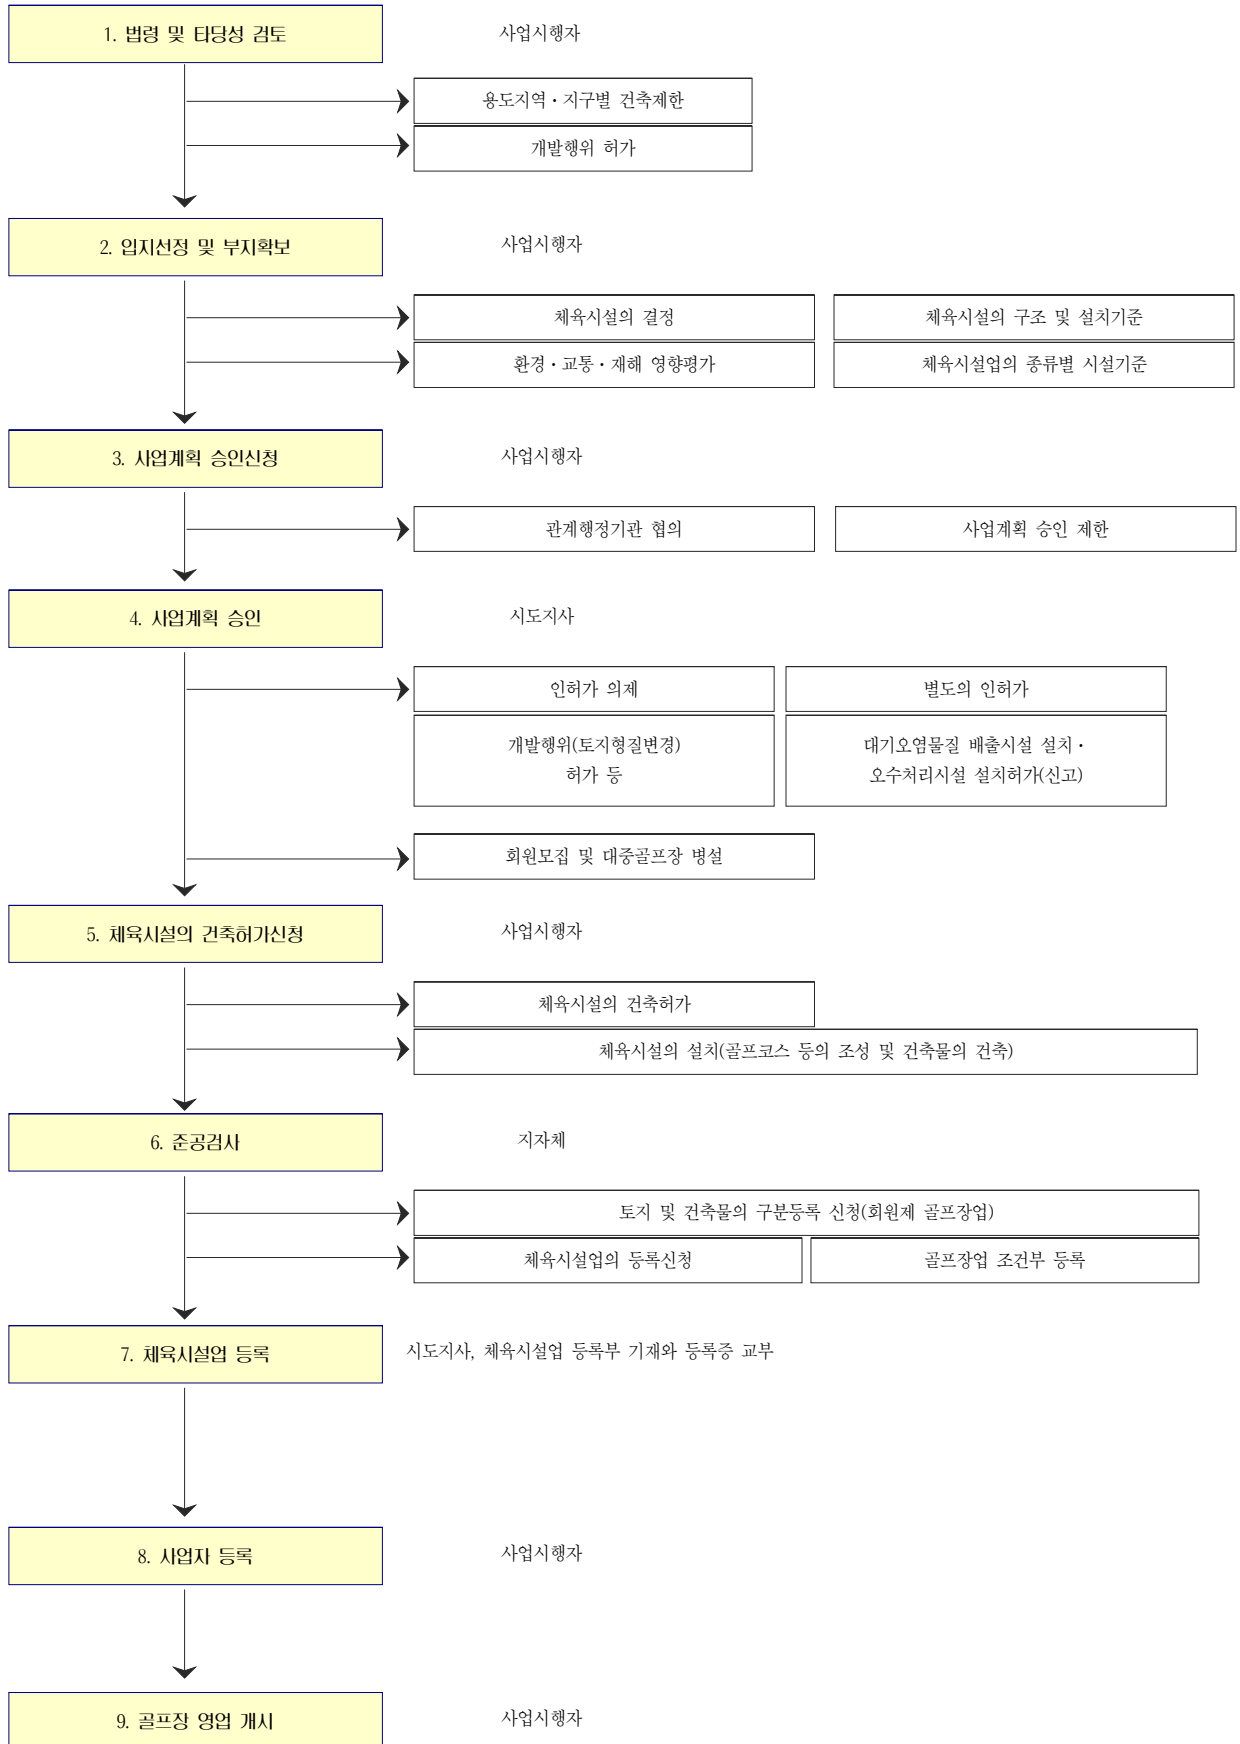 1. 법령 및 타당성 검토
사업시행자
용도지역・지구별 건축제한
개발행위 허가
2. 입지선정 및 부지확보
사업시행자
체육시설의 결정
체육시설의 구조 및 설치기준
환경・교통・재해 영향평가
체육시설업의 종류별 시설기준
3. 사업계획 승인신청
사업시행자
관계행정기관 협의
사업계획 승인 제한
4. 사업계획 승인
시도지사
인허가 의제
별도의 인허가
개발행위(토지형질변경)
허가 등
대기오염물질 배출시설 설치・
오수처리시설 설치허가(신고)
회원모집 및 대중골프장 병설
5. 체육시설의 건축허가신청
사업시행자
체육시설의 건축허가
체육시설의 설치(골프코스 등의 조성 및 건축물의 건축)
6. 준공검사
지자체
토지 및 건축물의 구분등록 신청(회원제 골프장업)
체육시설업의 등록신청
골프장업 조건부 등록
7. 체육시설업 등록
시도지사, 체육시설업 등록부 기재와 등록증 교부
8. 사업자 등록
사업시행자
9. 골프장 영업 개시
사업시행자